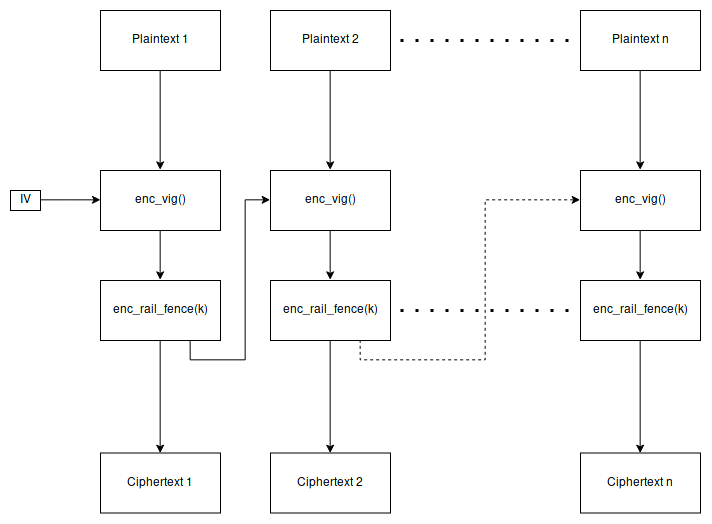 Plaintext 1
Plaintext 2
Plaintext n
IV
enc_vig()
enc_vig()
enc_vig()
enc_rail_fence(k)
enc_rail_fence(k)
enc_rail_fence(k)
Ciphertext 1
Ciphertext 2
Ciphertext n